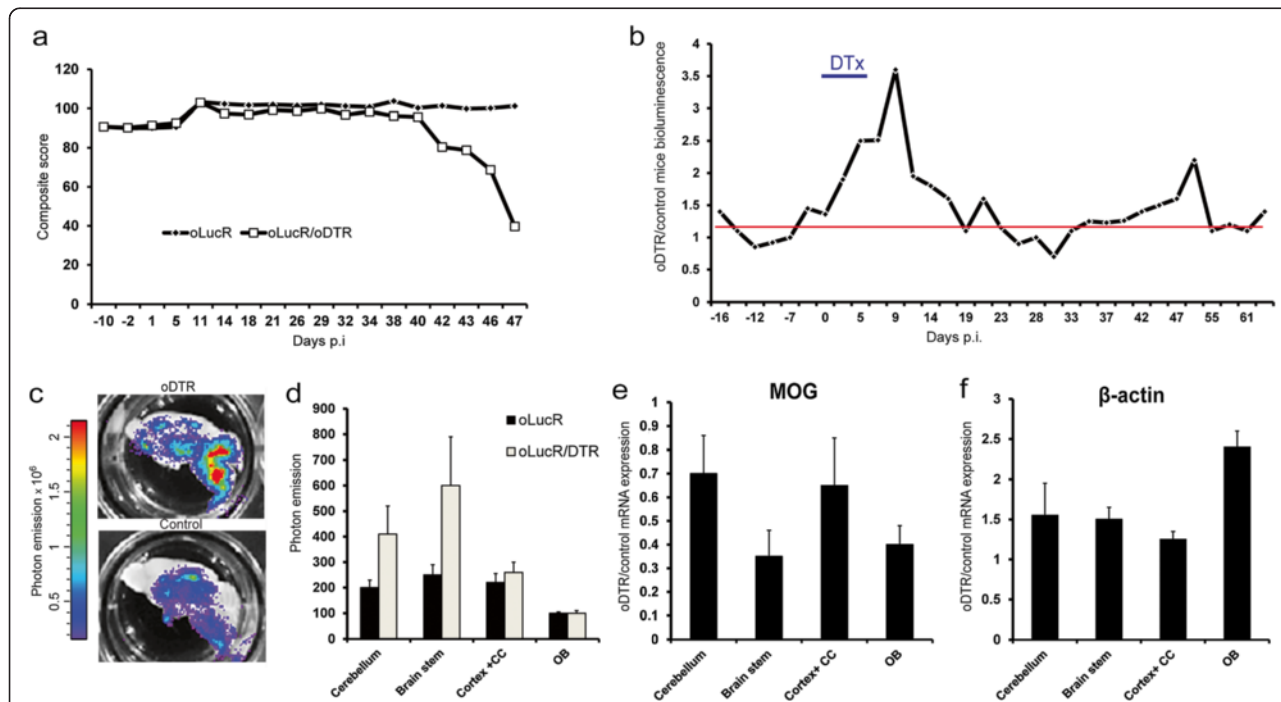 a
120
100
80
60
40
20
0
Composite score
oLucR
oLucR/oDTR
-10 -2 1 5 11 14 18 21 26 29 32 34 38 40 42 43 46 47
Days p.i
b
DTx
4
3.5
3
2.5
2
1.5
1
0.5
0
oDTR/control mice bioluminescence
-16 -12 -7 0 5 9 16 21 28 33 37 42 47 55 61
Days p.i.
c
oDTR
Control
2
1.5
1
0.5
Photon emission x 10⁶
d
900
800
700
600
500
400
300
200
100
0
Photon emission
oLucR
oLucR/DTR
Cerebellum
Brain stem
Cortex +CC
OB
e
MOG
1
0.9
0.8
0.7
0.6
0.5
0.4
0.3
0.2
0.1
0
oDTR/control mRNA expression
Cerebellum
Brain stem
Cortex+ CC
OB
f
β-actin
3
2.5
2
1.5
1
0.5
0
oDTR/control mRNA expression
Cerebellum
Brain stem
Cortex + CC
OB